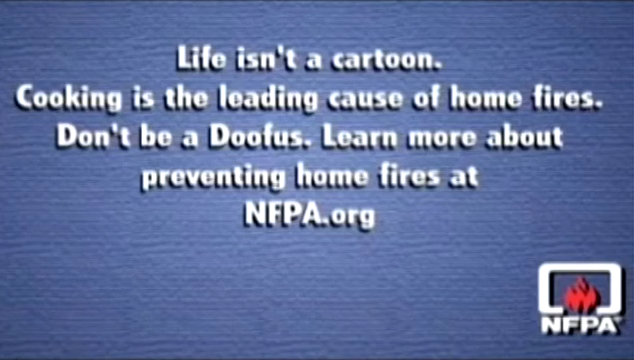 Life isn't a cartoon.
Cooking is the leading cause of home fires.
Don't be a Doofus. Learn more about
preventing home fires at
NFPA.org
NFPA